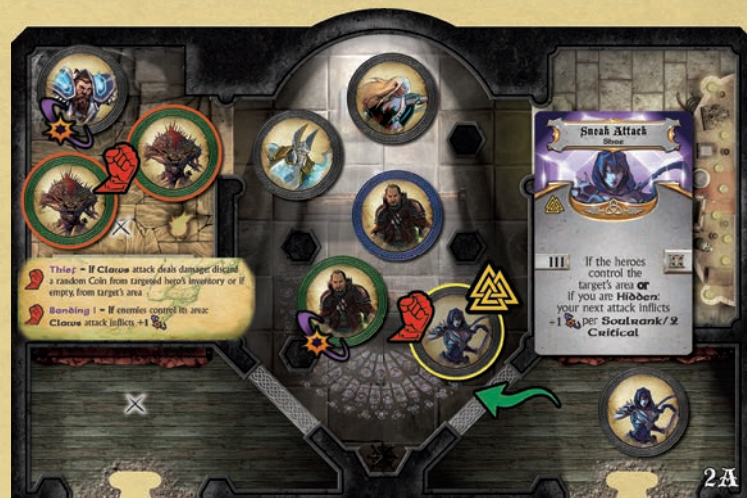 Sneak Attack
Shae
III
II
If the heroes
control the
target's area or
if you are Hidden:
your next attack inflicts
+1 per Soulrank/2
Critical
Thief – If Claws attack deals damage: discard
a random Coin from targeted hero's inventory or if
empty, from target's area
Banding 1 – If enemies control its area:
Claws attack inflicts +1
2A